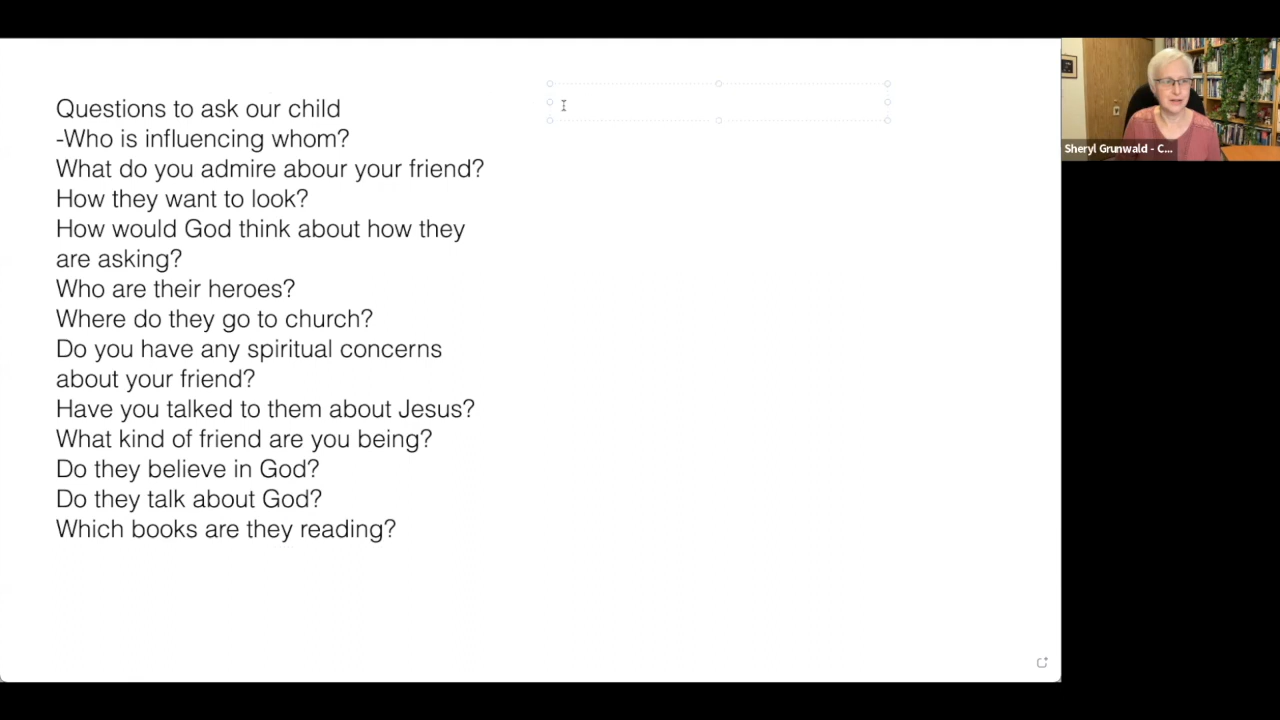 Questions to ask our child
-Who is influencing whom?
What do you admire abour your friend?
How they want to look?
How would God think about how they
are asking?
Who are their heroes?
Where do they go to church?
Do you have any spiritual concerns
about your friend?
Have you talked to them about Jesus?
What kind of friend are you being?
Do they believe in God?
Do they talk about God?
Which books are they reading?
Sheryl Grunwald - C...